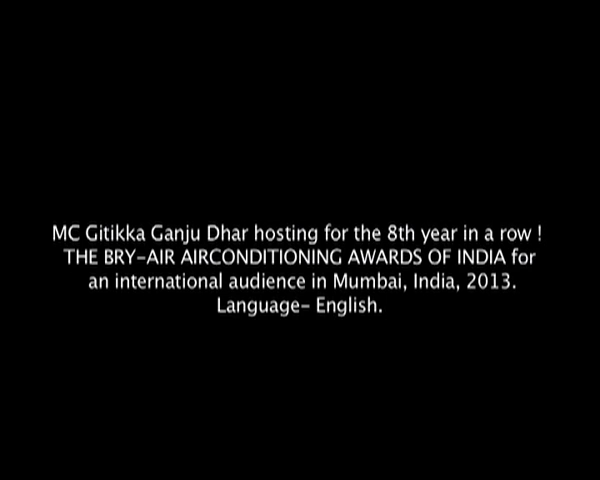 MC Gitikka Ganju Dhar hosting for the 8th year in a row !
THE BRY-AIR AIRCONDITIONING AWARDS OF INDIA for
an international audience in Mumbai, India, 2013.
Language- English.